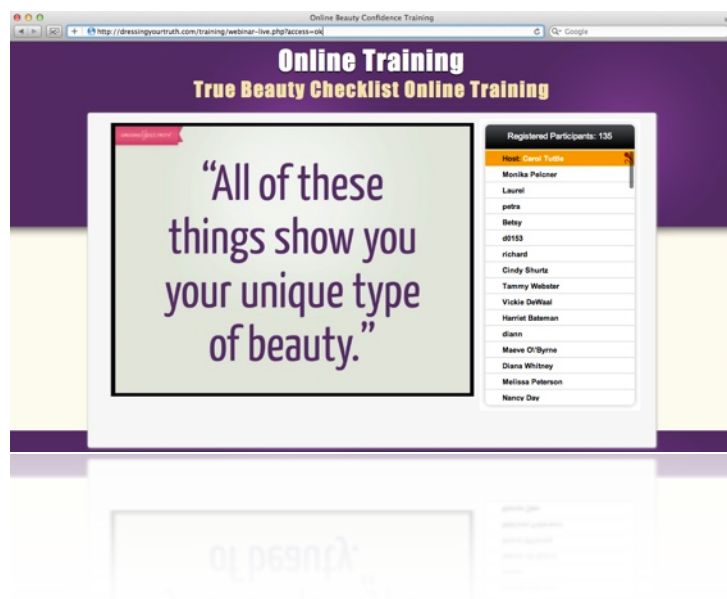 Online Beauty Confidence Training
http://dressingyourtruth.com/training/webinar-live.php?access=ok
Google
Online Training
True Beauty Checklist Online Training
DRESSING YOUR TRUTH
“All of these
things show you
your unique type
of beauty.”
Registered Participants: 135
Host: Carol Tuttle
Monika Pelcner
Laurel
petra
Betsy
d0153
richard
Cindy Shurtz
Tammy Webster
Vickie DeWaal
Harriet Bateman
diann
Maeve O\'Byrne
Diana Whitney
Melissa Peterson
Nancy Day